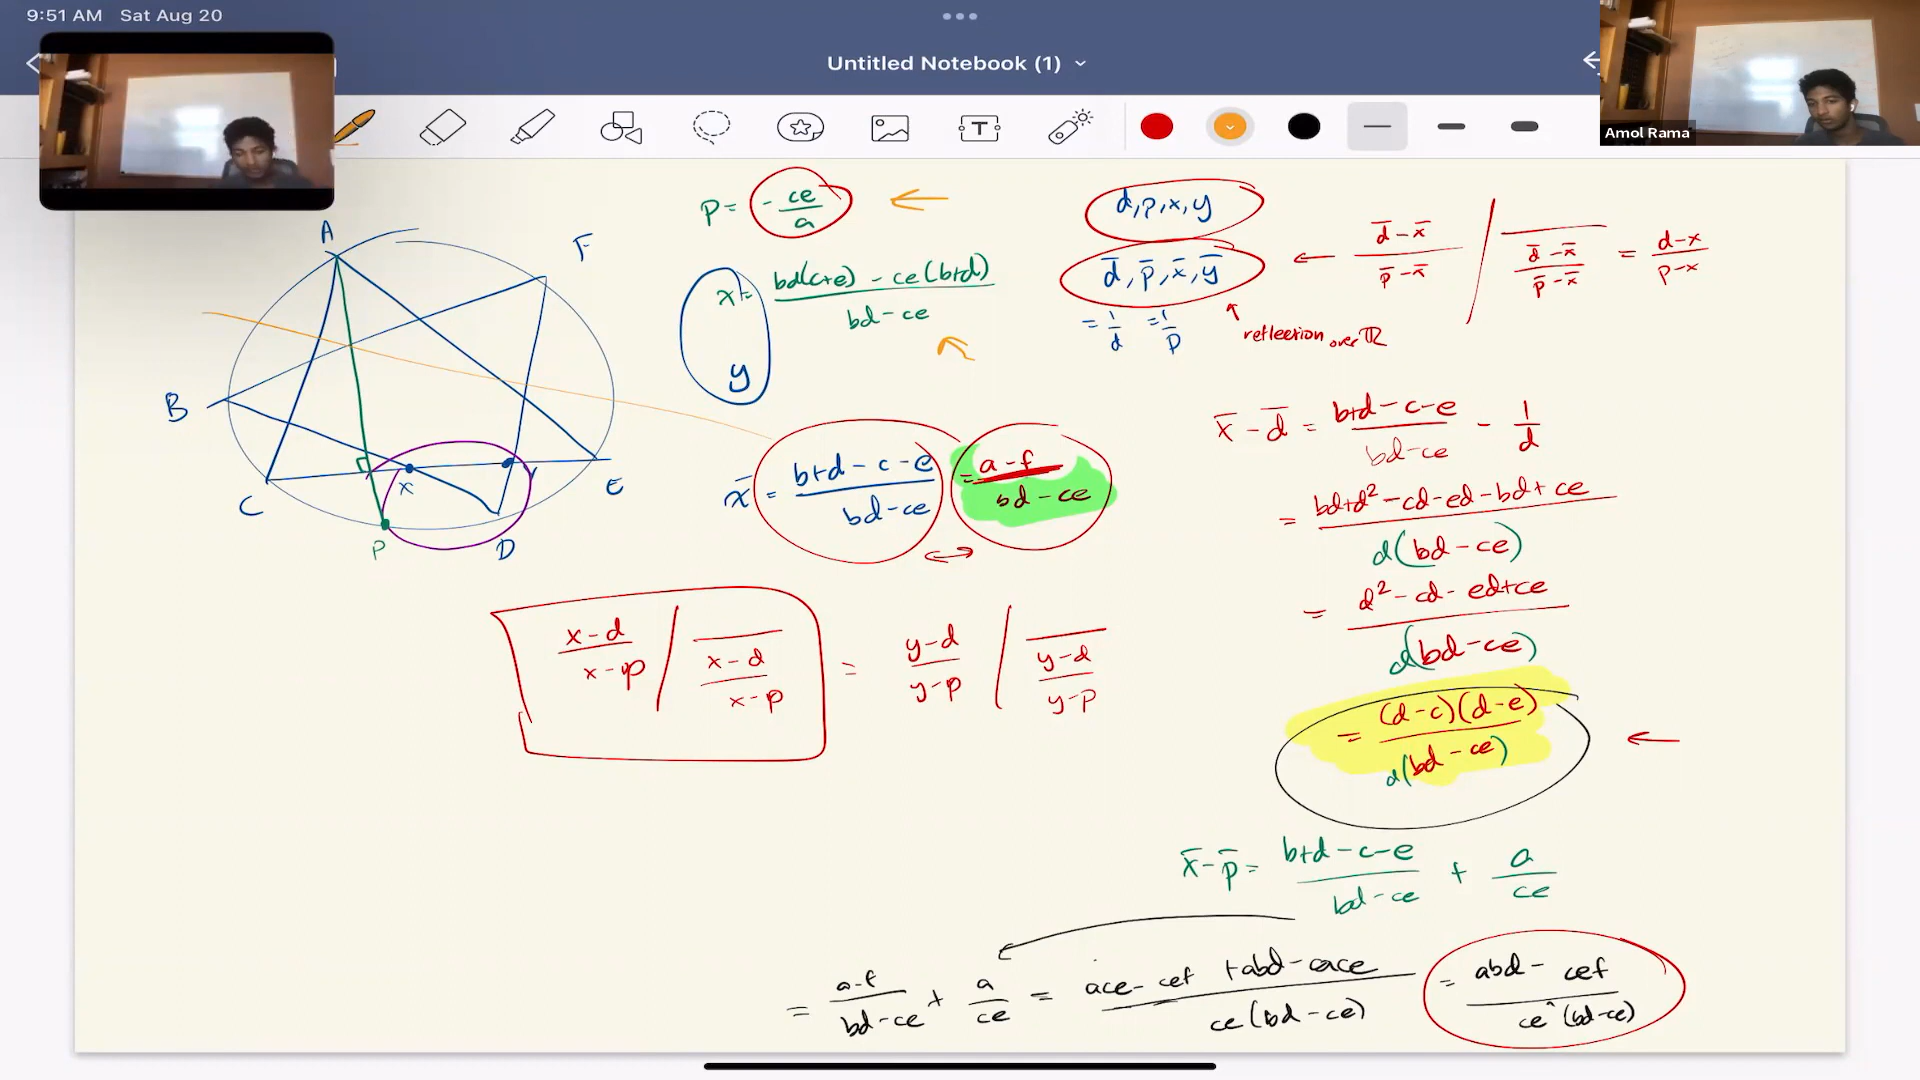 9:51 AM Sat Aug 20
Untitled Notebook (1)
Amol Rama
A
F
B
C
X
Y
E
P
D
p = - ce/a
x = (bd(c+e) - ce(b+d))/(bd-ce)
y
d, p, x, y
d̅, p̅, x̅, y̅
= 1/d = 1/p
reflection over ℝ
(d̅-x̅)/(p̅-x̅) / \overline{(d̅-x̅)/(p̅-x̅)} = (d-x)/(p-x)
x̅ = (b+d-c-e)/(bd-ce) = (a-f)/(bd-ce)
(x-d)/(x-p) / \overline{(x-d)/(x-p)} = (y-d)/(y-p) / \overline{(y-d)/(y-p)}
x̅ - d̅ = (b+d-c-e)/(bd-ce) - 1/d
= (bd+d²-cd-ed-bd+ce)/(d(bd-ce))
= (d²-cd-ed+ce)/(d(bd-ce))
= (d-c)(d-e)/(d(bd-ce))
x̅-p̅ = (b+d-c-e)/(bd-ce) + a/ce
= (a-f)/(bd-ce) + a/ce = (ace-cef +abd-ace)/(ce(bd-ce)) = (abd-cef)/(ce(bd-ce))